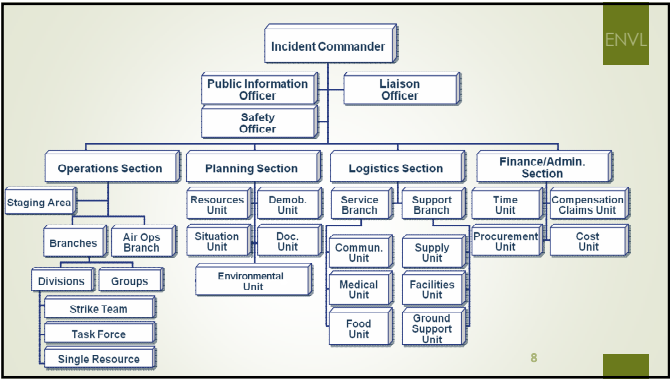 ENVL
Incident Commander
Public Information
Officer
Liaison
Officer
Safety
Officer
Operations Section
Planning Section
Logistics Section
Finance/Admin.
Section
Staging Area
Branches
Air Ops
Branch
Divisions
Groups
Strike Team
Task Force
Single Resource
Resources
Unit
Demob.
Unit
Situation
Unit
Doc.
Unit
Environmental
Unit
Service
Branch
Support
Branch
Commun.
Unit
Supply
Unit
Medical
Unit
Facilities
Unit
Food
Unit
Ground
Support
Unit
Time
Unit
Compensation
Claims Unit
Procurement
Unit
Cost
Unit
8